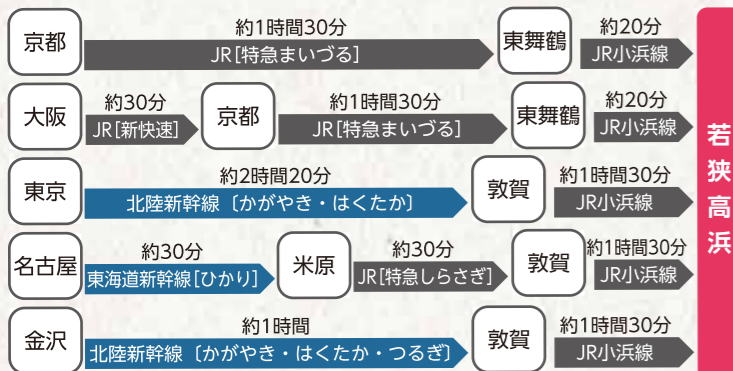 京都
約1時間30分
JR[特急まいづる]
東舞鶴
約20分
JR小浜線
大阪
約30分
JR[新快速]
京都
約1時間30分
JR[特急まいづる]
東舞鶴
約20分
JR小浜線
東京
約2時間20分
北陸新幹線〔かがやき・はくたか〕
敦賀
約1時間30分
JR小浜線
名古屋
約30分
東海道新幹線[ひかり]
米原
約30分
JR[特急しらさぎ]
敦賀
約1時間30分
JR小浜線
金沢
約1時間
北陸新幹線〔かがやき・はくたか・つるぎ〕
敦賀
約1時間30分
JR小浜線
若狭高浜